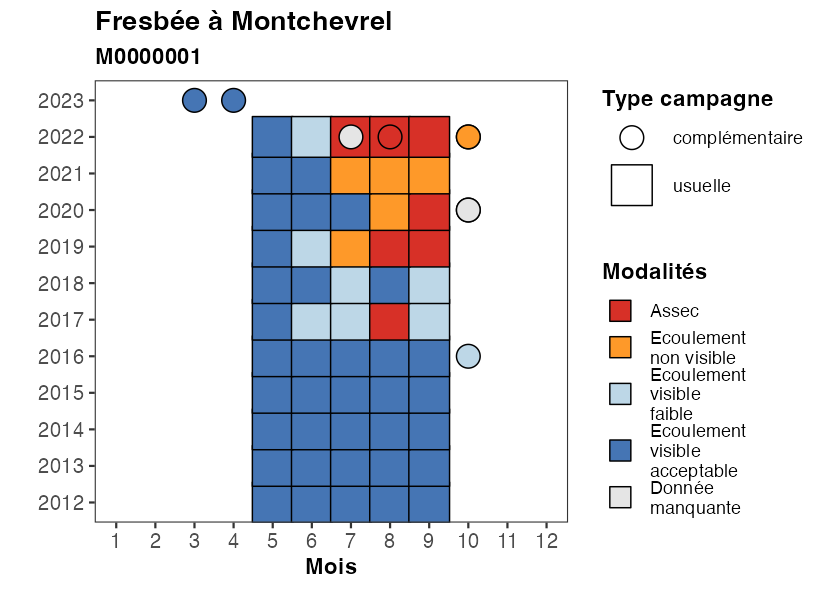 Fresbée à Montchevrel
M0000001
2023
2022
2021
2020
2019
2018
2017
2016
2015
2014
2013
2012
1 2 3 4 5 6 7 8 9 10 11 12
Mois
Type campagne
complémentaire
usuelle
Modalités
Assec
Ecoulement
non visible
Ecoulement
visible
faible
Ecoulement
visible
acceptable
Donnée
manquante